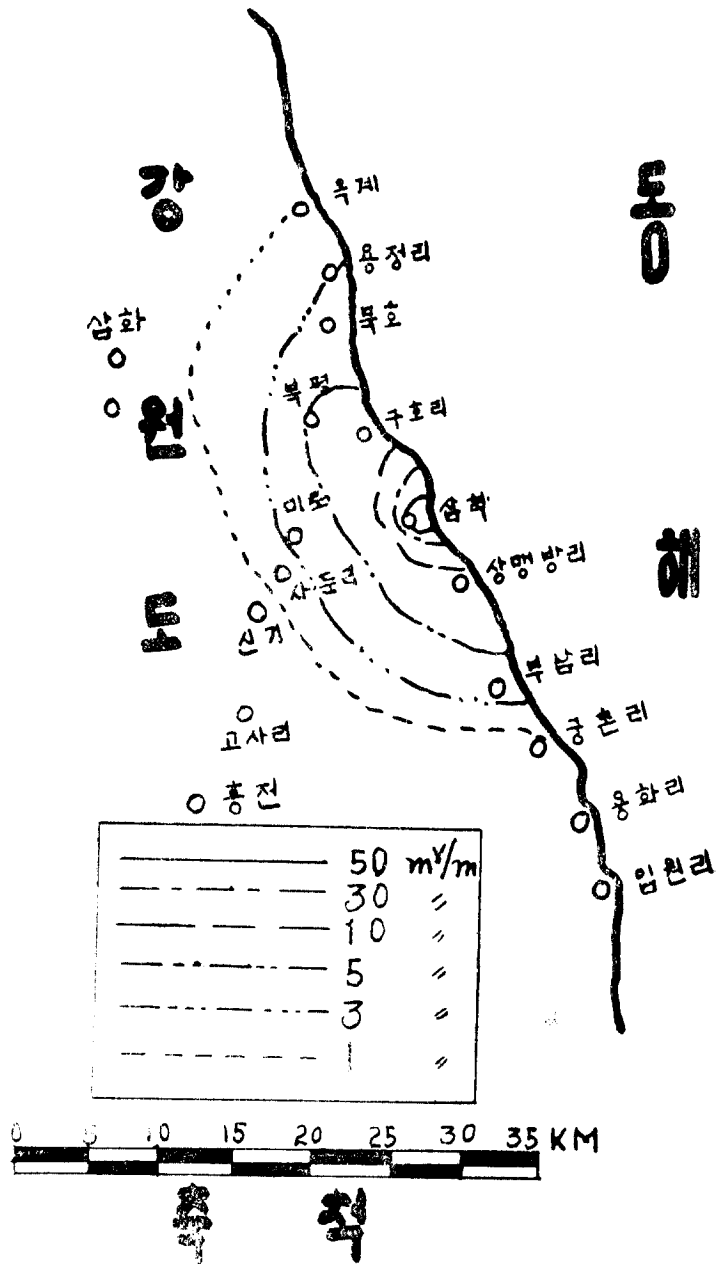 강원도
동해
옥계
용정리
삼화
묵호
북평
구호리
미로
삼척
상맹방리
사둔리
신기
부남리
궁촌리
고사리
흥전
용화리
임원리
50 mV/m
30 〃
10 〃
5 〃
3 〃
1 〃
0 5 10 15 20 25 30 35 KM
축척